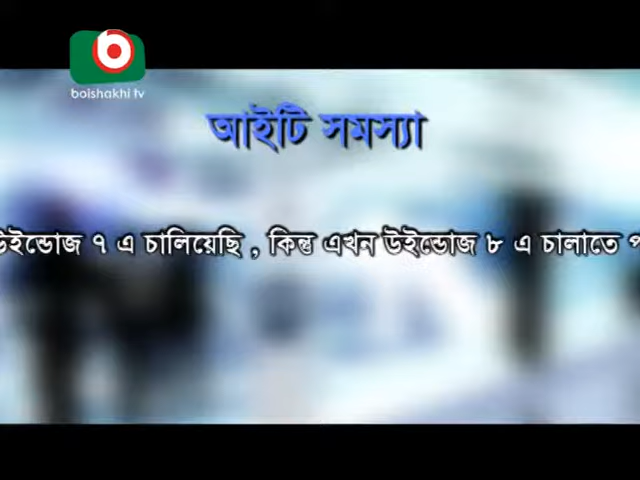 boishakhi tv
আইটি সমস্যা
উইন্ডোজ ৭ এ চালিয়েছি , কিন্তু এখন উইন্ডোজ ৮ এ চালাতে